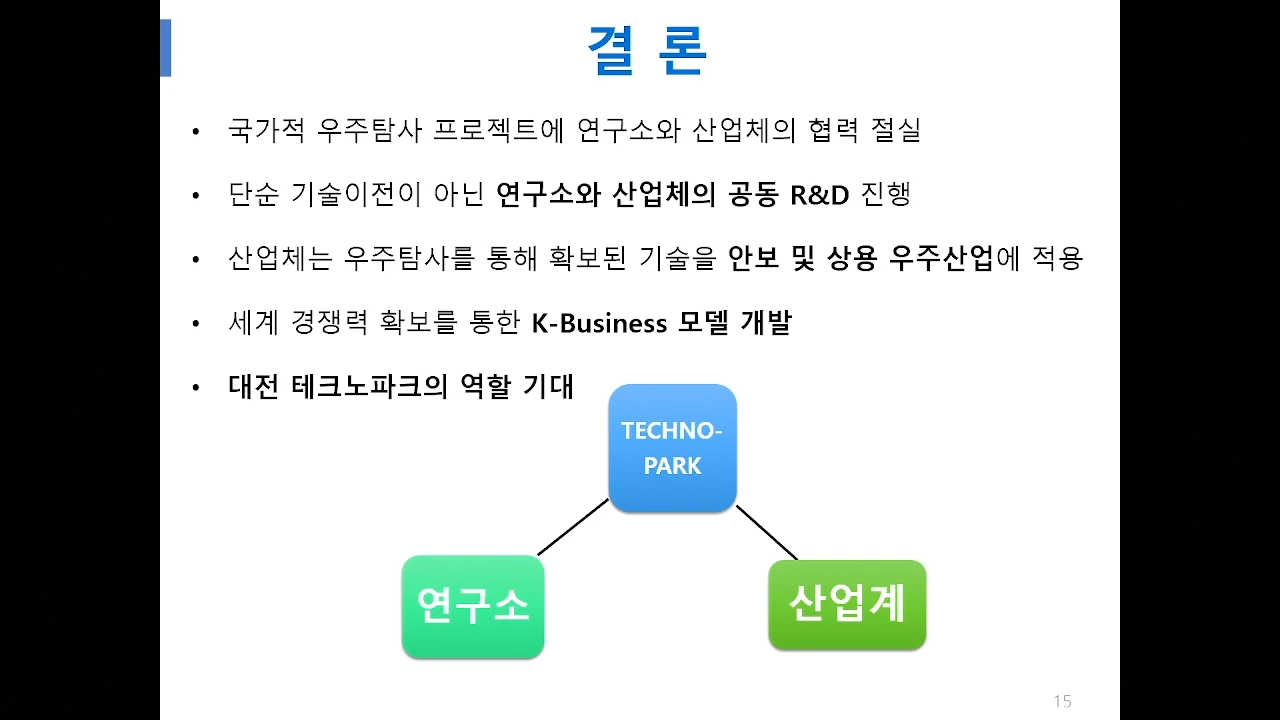 결 론
• 국가적 우주탐사 프로젝트에 연구소와 산업체의 협력 절실
• 단순 기술이전이 아닌 연구소와 산업체의 공동 R&D 진행
• 산업체는 우주탐사를 통해 확보된 기술을 안보 및 상용 우주산업에 적용
• 세계 경쟁력 확보를 통한 K-Business 모델 개발
• 대전 테크노파크의 역할 기대
TECHNO-
PARK
연구소
산업계
15